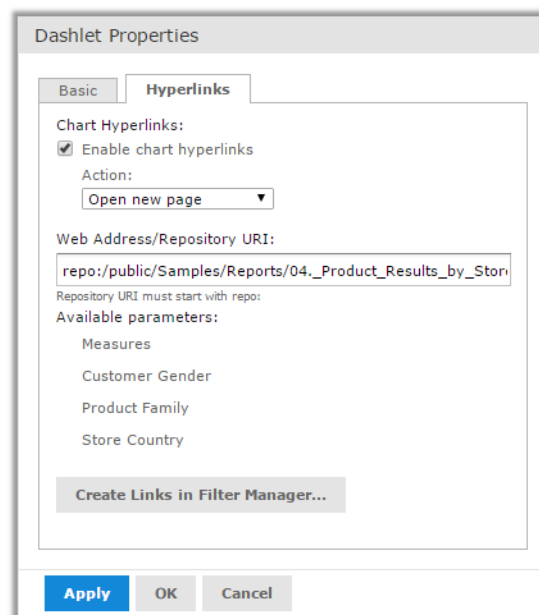 Dashlet Properties
Basic
Hyperlinks
Chart Hyperlinks:
Enable chart hyperlinks
Action:
Open new page
Web Address/Repository URI:
repo:/public/Samples/Reports/04._Product_Results_by_Store
Repository URI must start with repo:
Available parameters:
Measures
Customer Gender
Product Family
Store Country
Create Links in Filter Manager...
Apply
OK
Cancel